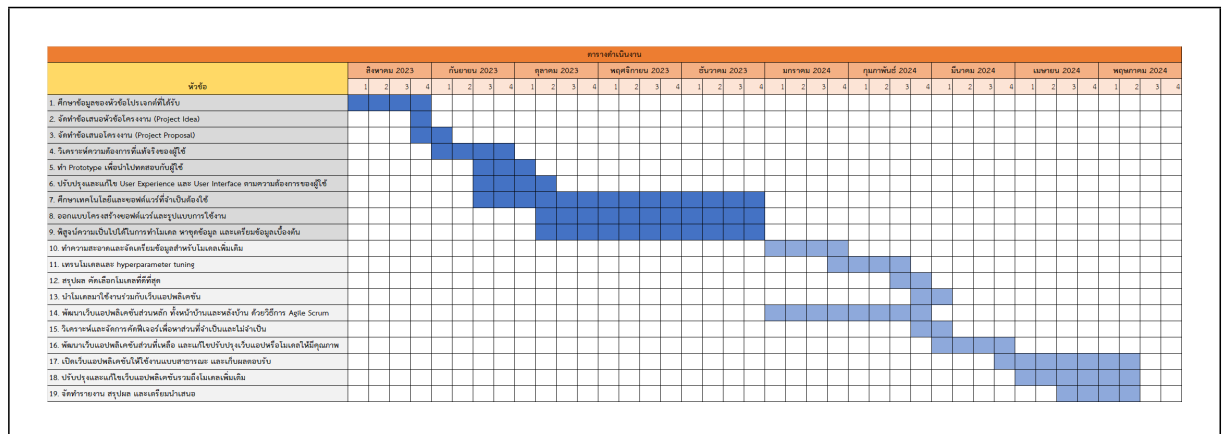 ตารางดำเนินงาน
หัวข้อ
สิงหาคม 2023 กันยายน 2023 ตุลาคม 2023 พฤศจิกายน 2023 ธันวาคม 2023 มกราคม 2024 กุมภาพันธ์ 2024 มีนาคม 2024 เมษายน 2024 พฤษภาคม 2024
1 2 3 4 1 2 3 4 1 2 3 4 1 2 3 4 1 2 3 4 1 2 3 4 1 2 3 4 1 2 3 4 1 2 3 4 1 2 3 4
1. ศึกษาข้อมูลของหัวข้อโปรเจกต์ที่ได้รับ
2. จัดทำข้อเสนอหัวข้อโครงงาน (Project Idea)
3. จัดทำข้อเสนอโครงงาน (Project Proposal)
4. วิเคราะห์ความต้องการที่แท้จริงของผู้ใช้
5. ทำ Prototype เพื่อนำไปทดสอบกับผู้ใช้
6. ปรับปรุงและแก้ไข User Experience และ User Interface ตามความต้องการของผู้ใช้
7. ศึกษาเทคโนโลยีและซอฟต์แวร์ที่จำเป็นต้องใช้
8. ออกแบบโครงสร้างซอฟต์แวร์และรูปแบบการใช้งาน
9. พิสูจน์ความเป็นไปได้ในการทำโมเดล หาชุดข้อมูล และเตรียมข้อมูลเบื้องต้น
10. ทำความสะอาดและจัดเตรียมข้อมูลสำหรับโมเดลเพิ่มเติม
11. เทรนโมเดลและ hyperparameter tuning
12. สรุปผล คัดเลือกโมเดลที่ดีที่สุด
13. นำโมเดลมาใช้งานร่วมกับเว็บแอปพลิเคชัน
14. พัฒนาเว็บแอปพลิเคชันส่วนหลัก ทั้งหน้าบ้านและหลังบ้าน ด้วยวิธีการ Agile Scrum
15. วิเคราะห์และจัดการคัดฟีเจอร์เพื่อหาส่วนที่จำเป็นและไม่จำเป็น
16. พัฒนาเว็บแอปพลิเคชันส่วนที่เหลือ และแก้ไขปรับปรุงเว็บแอปหรือโมเดลให้มีคุณภาพ
17. เปิดเว็บแอปพลิเคชันให้ใช้งานแบบสาธารณะ และเก็บผลตอบรับ
18. ปรับปรุงและแก้ไขเว็บแอปพลิเคชันรวมถึงโมเดลเพิ่มเติม
19. จัดทำรายงาน สรุปผล และเตรียมนำเสนอ